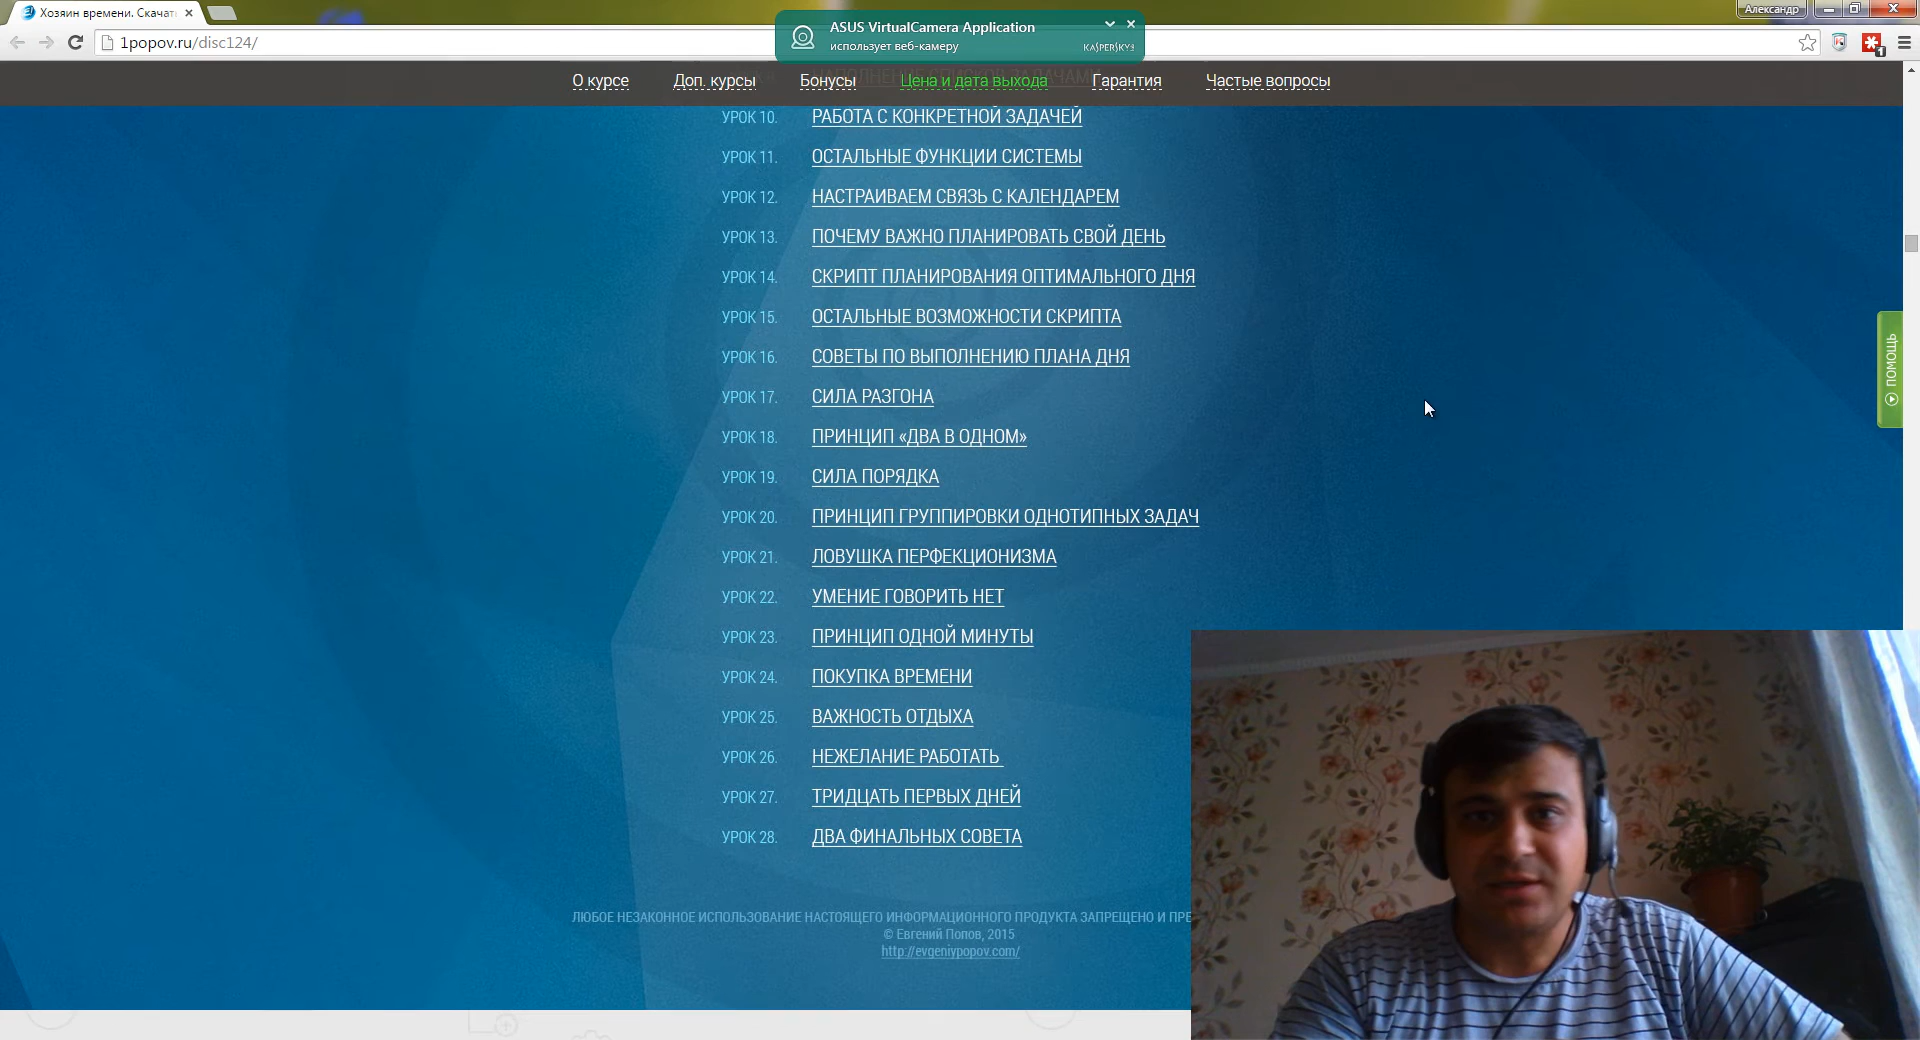 Хозяин времени. Скачать
Александр
1popov.ru/disc124/
ASUS VirtualCamera Application
использует веб-камеру
KASPERSKY
1
О курсе
Доп. курсы
Бонусы
Цена и дата выхода
Гарантия
Частые вопросы
УРОК 10. РАБОТА С КОНКРЕТНОЙ ЗАДАЧЕЙ
УРОК 11. ОСТАЛЬНЫЕ ФУНКЦИИ СИСТЕМЫ
УРОК 12. НАСТРАИВАЕМ СВЯЗЬ С КАЛЕНДАРЕМ
УРОК 13. ПОЧЕМУ ВАЖНО ПЛАНИРОВАТЬ СВОЙ ДЕНЬ
УРОК 14. СКРИПТ ПЛАНИРОВАНИЯ ОПТИМАЛЬНОГО ДНЯ
УРОК 15. ОСТАЛЬНЫЕ ВОЗМОЖНОСТИ СКРИПТА
УРОК 16. СОВЕТЫ ПО ВЫПОЛНЕНИЮ ПЛАНА ДНЯ
УРОК 17. СИЛА РАЗГОНА
УРОК 18. ПРИНЦИП «ДВА В ОДНОМ»
УРОК 19. СИЛА ПОРЯДКА
УРОК 20. ПРИНЦИП ГРУППИРОВКИ ОДНОТИПНЫХ ЗАДАЧ
УРОК 21. ЛОВУШКА ПЕРФЕКЦИОНИЗМА
УРОК 22. УМЕНИЕ ГОВОРИТЬ НЕТ
УРОК 23. ПРИНЦИП ОДНОЙ МИНУТЫ
УРОК 24. ПОКУПКА ВРЕМЕНИ
УРОК 25. ВАЖНОСТЬ ОТДЫХА
УРОК 26. НЕЖЕЛАНИЕ РАБОТАТЬ
УРОК 27. ТРИДЦАТЬ ПЕРВЫХ ДНЕЙ
УРОК 28. ДВА ФИНАЛЬНЫХ СОВЕТА
ПОМОЩЬ
ЛЮБОЕ НЕЗАКОННОЕ ИСПОЛЬЗОВАНИЕ НАСТОЯЩЕГО ИНФОРМАЦИОННОГО ПРОДУКТА ЗАПРЕЩЕНО И ПРЕ
© Евгений Попов, 2015
http://evgeniypopov.com/